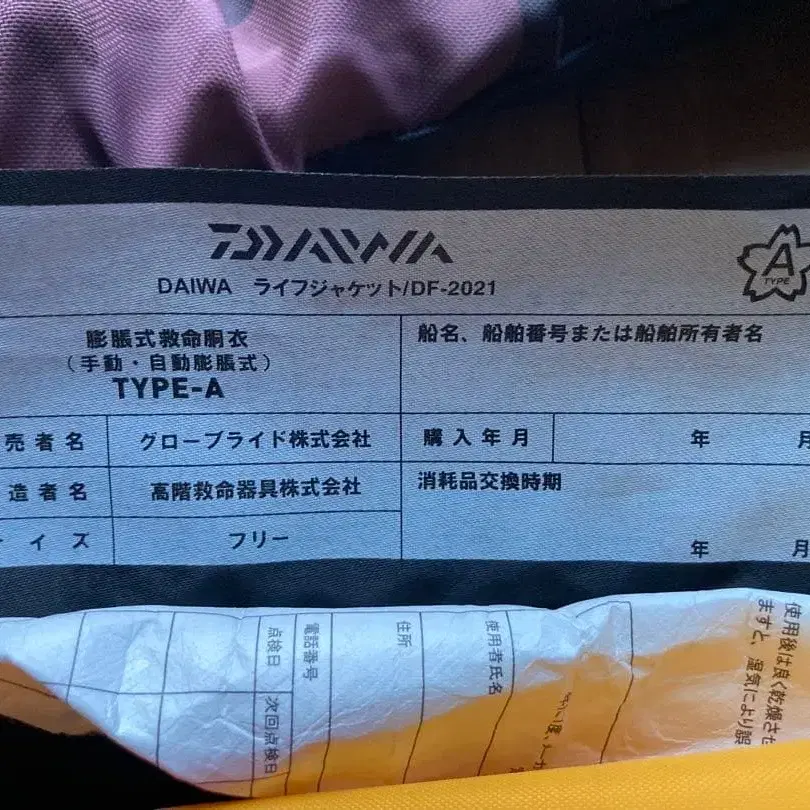 DAIWA
DAIWA ライフジャケット/DF-2021
A
TYPE
膨脹式救命胴衣
(手動・自動膨脹式)
TYPE-A
船名、船舶番号または船舶所有者名
売者名 グローブライド株式会社
購入年月 年 月
造者名 高階救命器具株式会社
消耗品交換時期
イズ フリー
年 月
使用後は良く乾燥させ
ますと、湿気により誤
使用者氏名
住所
電話番号
点検日 次回点検日